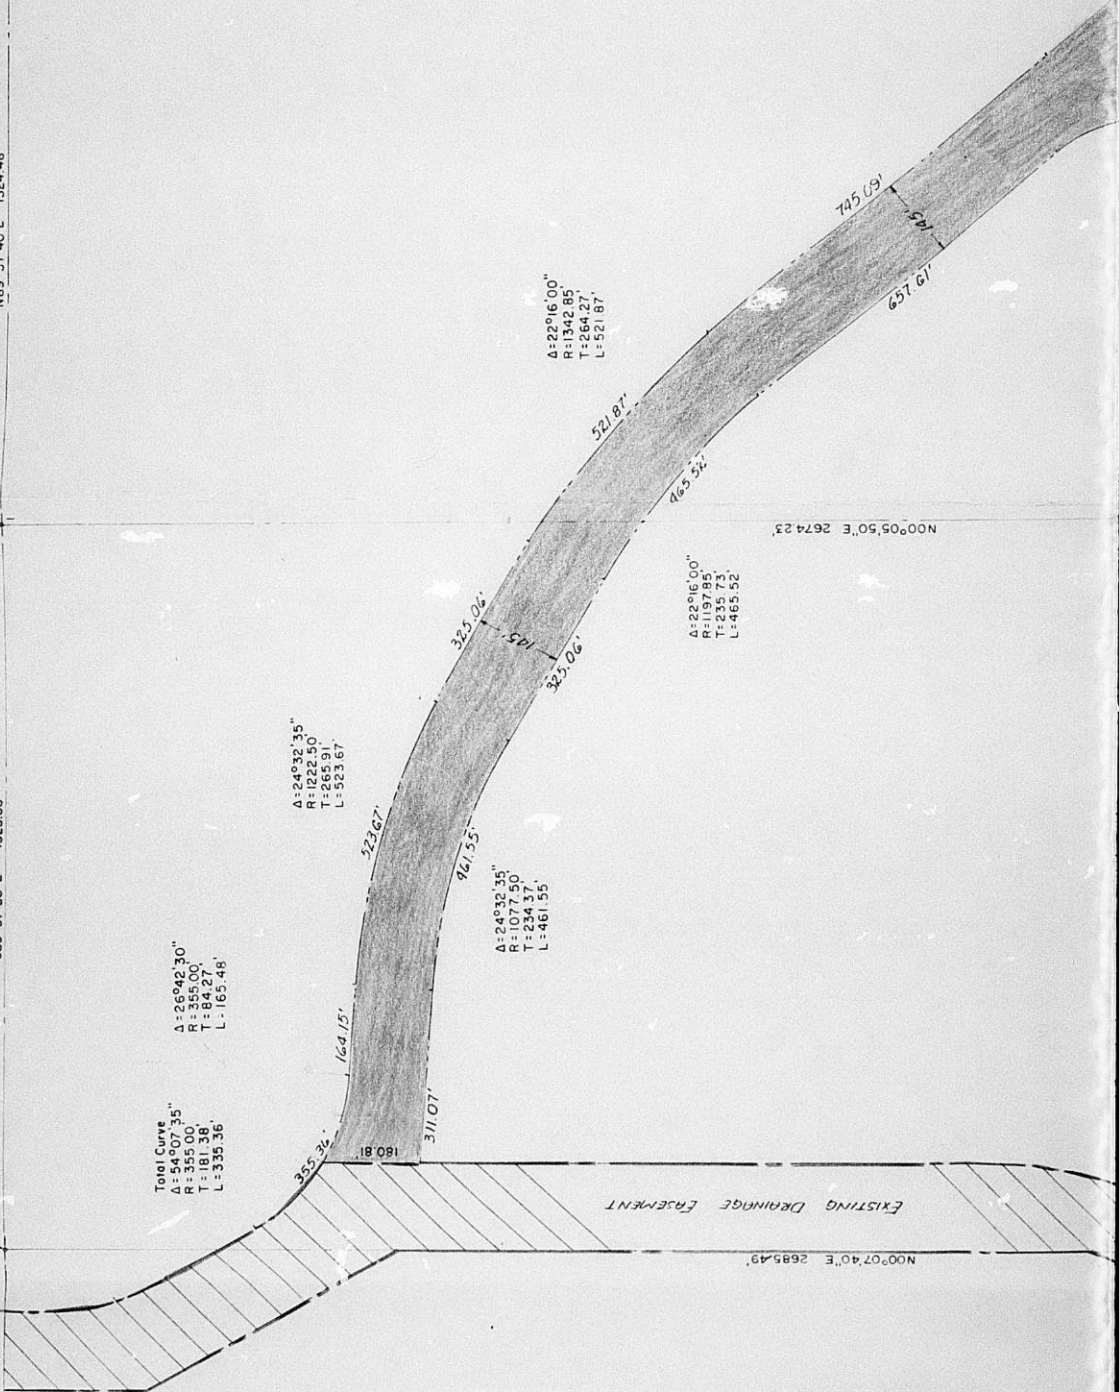 Δ=22°16'00"
R=1342.85'
T=264.27'
L=521.87'
745.09'
145'
657.61'
521.87'
465.52'
N00°05'50"E 2674.23'
Δ=22°16'00"
R=1197.85'
T=235.73'
L=465.52'
325.06'
145'
325.06'
Δ=24°32'35"
R=1222.50'
T=265.91'
L=523.67'
523.67'
461.55'
Δ=24°32'35"
R=1077.50'
T=234.37'
L=461.55'
Δ=26°42'30"
R=355.00'
T=84.27'
L=165.48'
164.15'
311.07'
Total Curve
Δ=54°07'35"
R=355.00'
T=181.38'
L=335.36'
355.36'
180.81
EXISTING DRAINAGE EASEMENT
N00°07'40"E 2685.49'